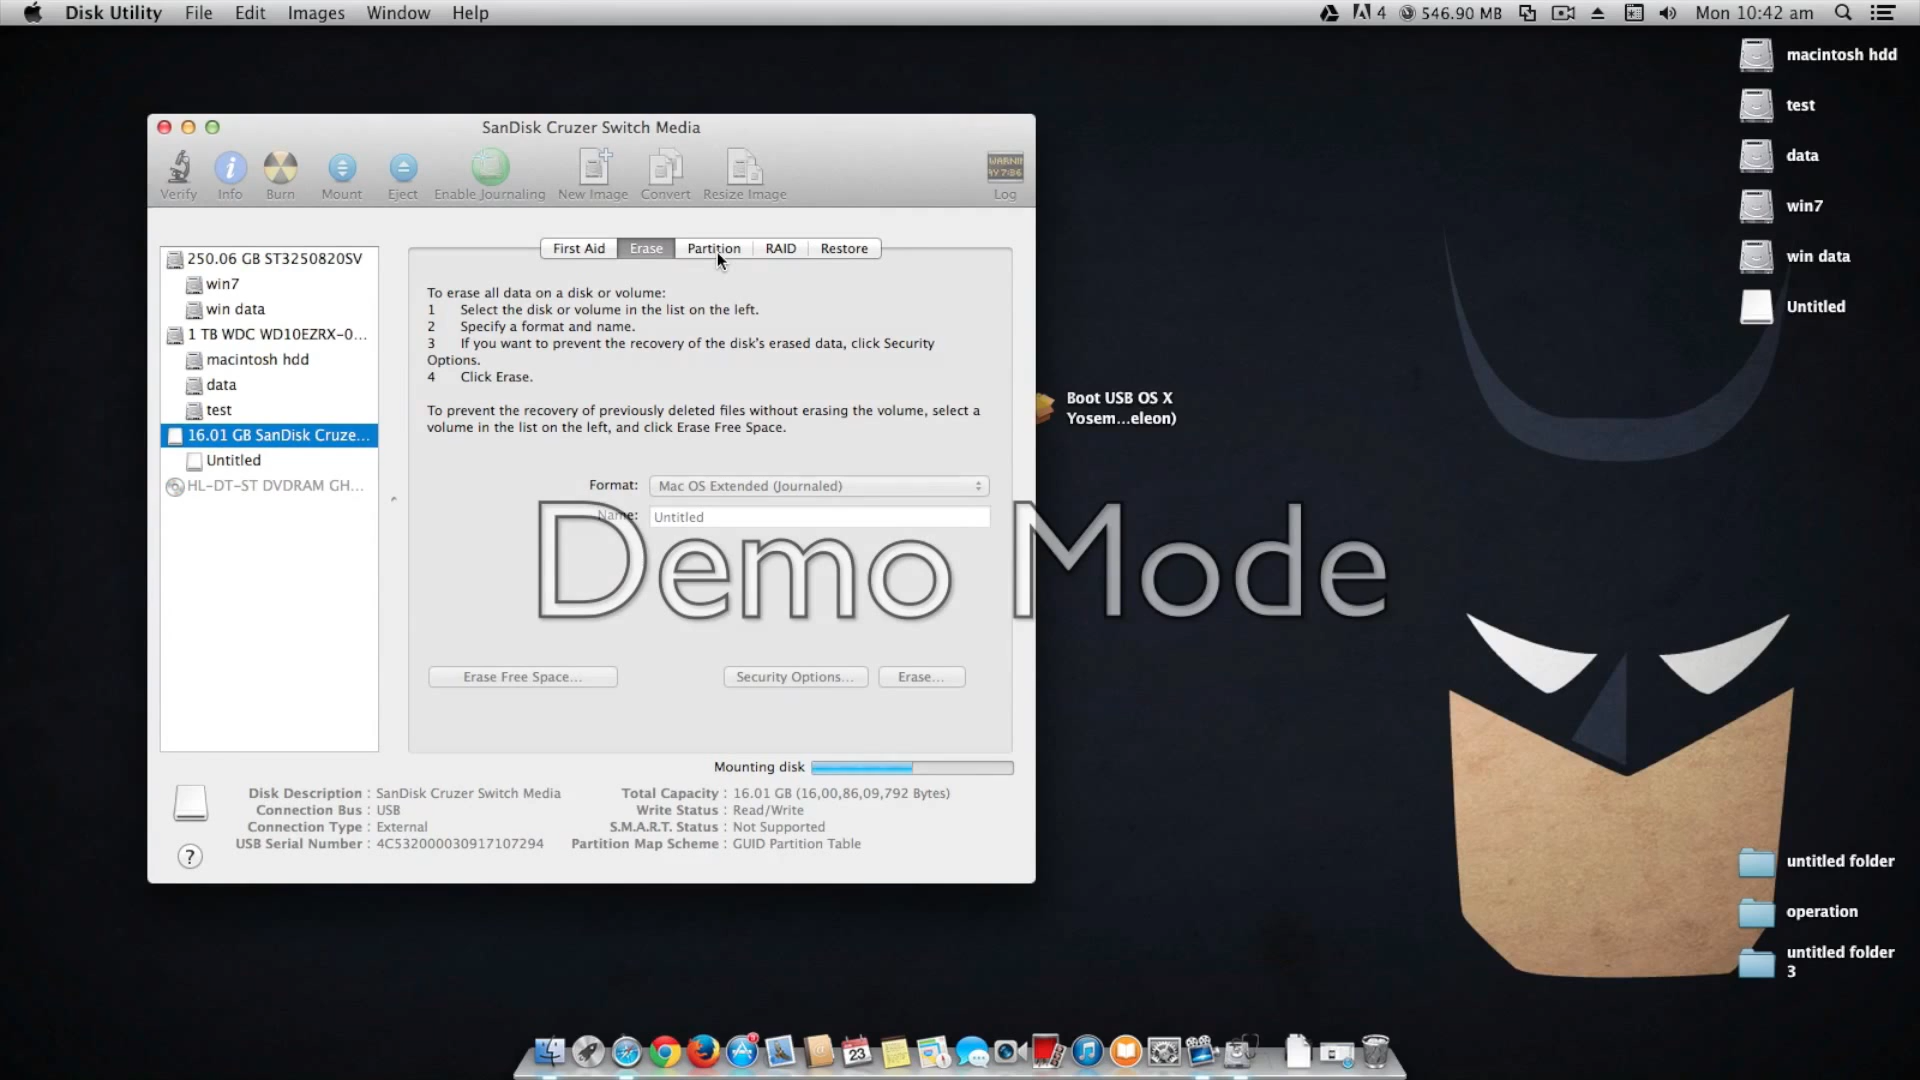 Disk Utility File Edit Images Window Help
4 546.90 MB Mon 10:42 am
macintosh hdd
test
data
win7
win data
Untitled
SanDisk Cruzer Switch Media
Verify Info Burn Mount Eject Enable Journaling New Image Convert Resize Image Log
WARNIN
First Aid Erase Partition RAID Restore
250.06 GB ST3250820SV
win7
win data
1 TB WDC WD10EZRX-0...
macintosh hdd
data
test
16.01 GB SanDisk Cruze...
Untitled
HL-DT-ST DVDRAM GH...
To erase all data on a disk or volume:
1 Select the disk or volume in the list on the left.
2 Specify a format and name.
3 If you want to prevent the recovery of the disk's erased data, click Security
Options.
4 Click Erase.
To prevent the recovery of previously deleted files without erasing the volume, select a
volume in the list on the left, and click Erase Free Space.
Format: Mac OS Extended (Journaled)
Name: Untitled
Erase Free Space... Security Options... Erase...
Mounting disk
Disk Description : SanDisk Cruzer Switch Media
Connection Bus : USB
Connection Type : External
USB Serial Number : 4C532000030917107294
Total Capacity : 16.01 GB (16,00,86,09,792 Bytes)
Write Status : Read/Write
S.M.A.R.T. Status : Not Supported
Partition Map Scheme : GUID Partition Table
?
Boot USB OS X
Yosem...eleon)
Demo Mode
untitled folder
operation
untitled folder
3
23